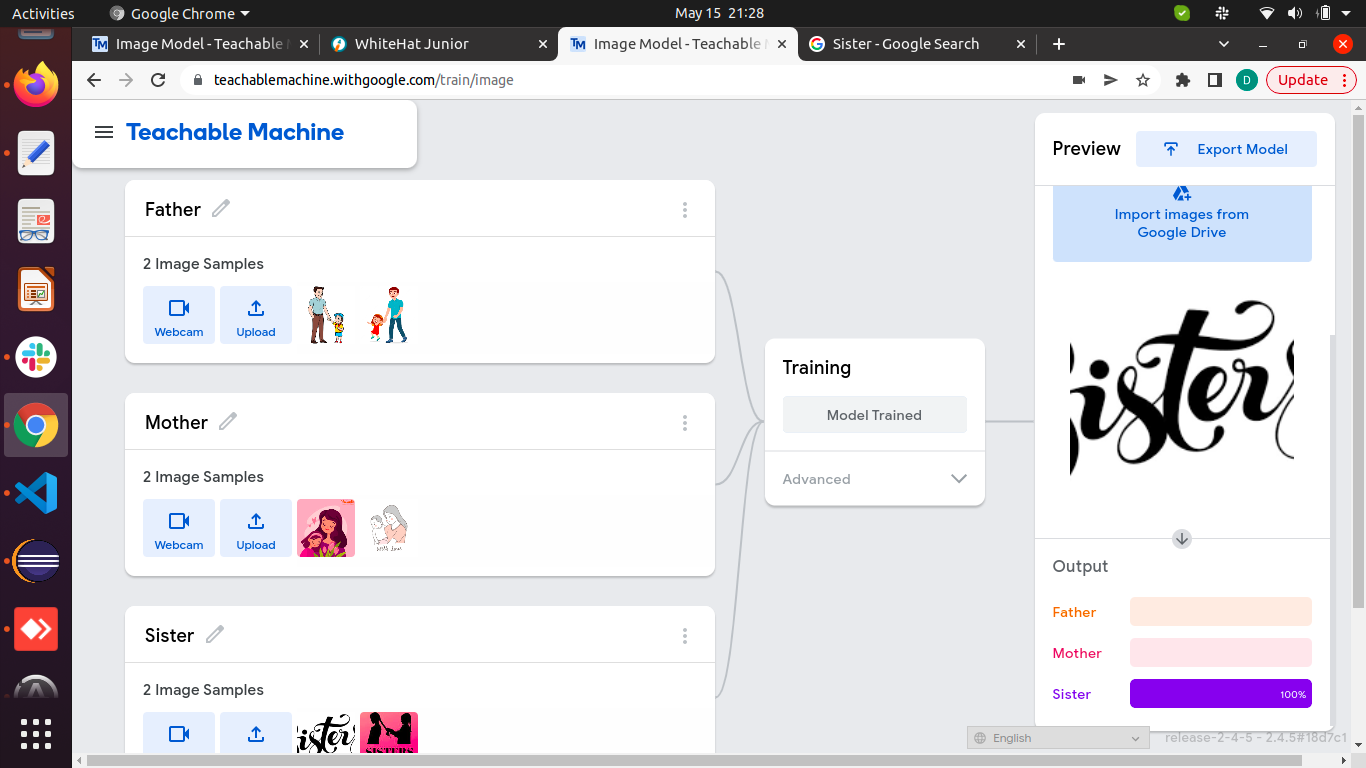 Activities
Google Chrome
May 15 21:28
Image Model - Teachable
WhiteHat Junior
Image Model - Teachable
Sister - Google Search
teachablemachine.withgoogle.com/train/image
D
Update
Teachable Machine
Father
2 Image Samples
Webcam
Upload
Mother
2 Image Samples
Webcam
Upload
Sister
2 Image Samples
sister
SISTERS
Training
Model Trained
Advanced
Preview
Export Model
Import images from
Google Drive
Sisters
Output
Father
Mother
Sister
100%
English
release-2-4-5 - 2.4.5#18d7c1